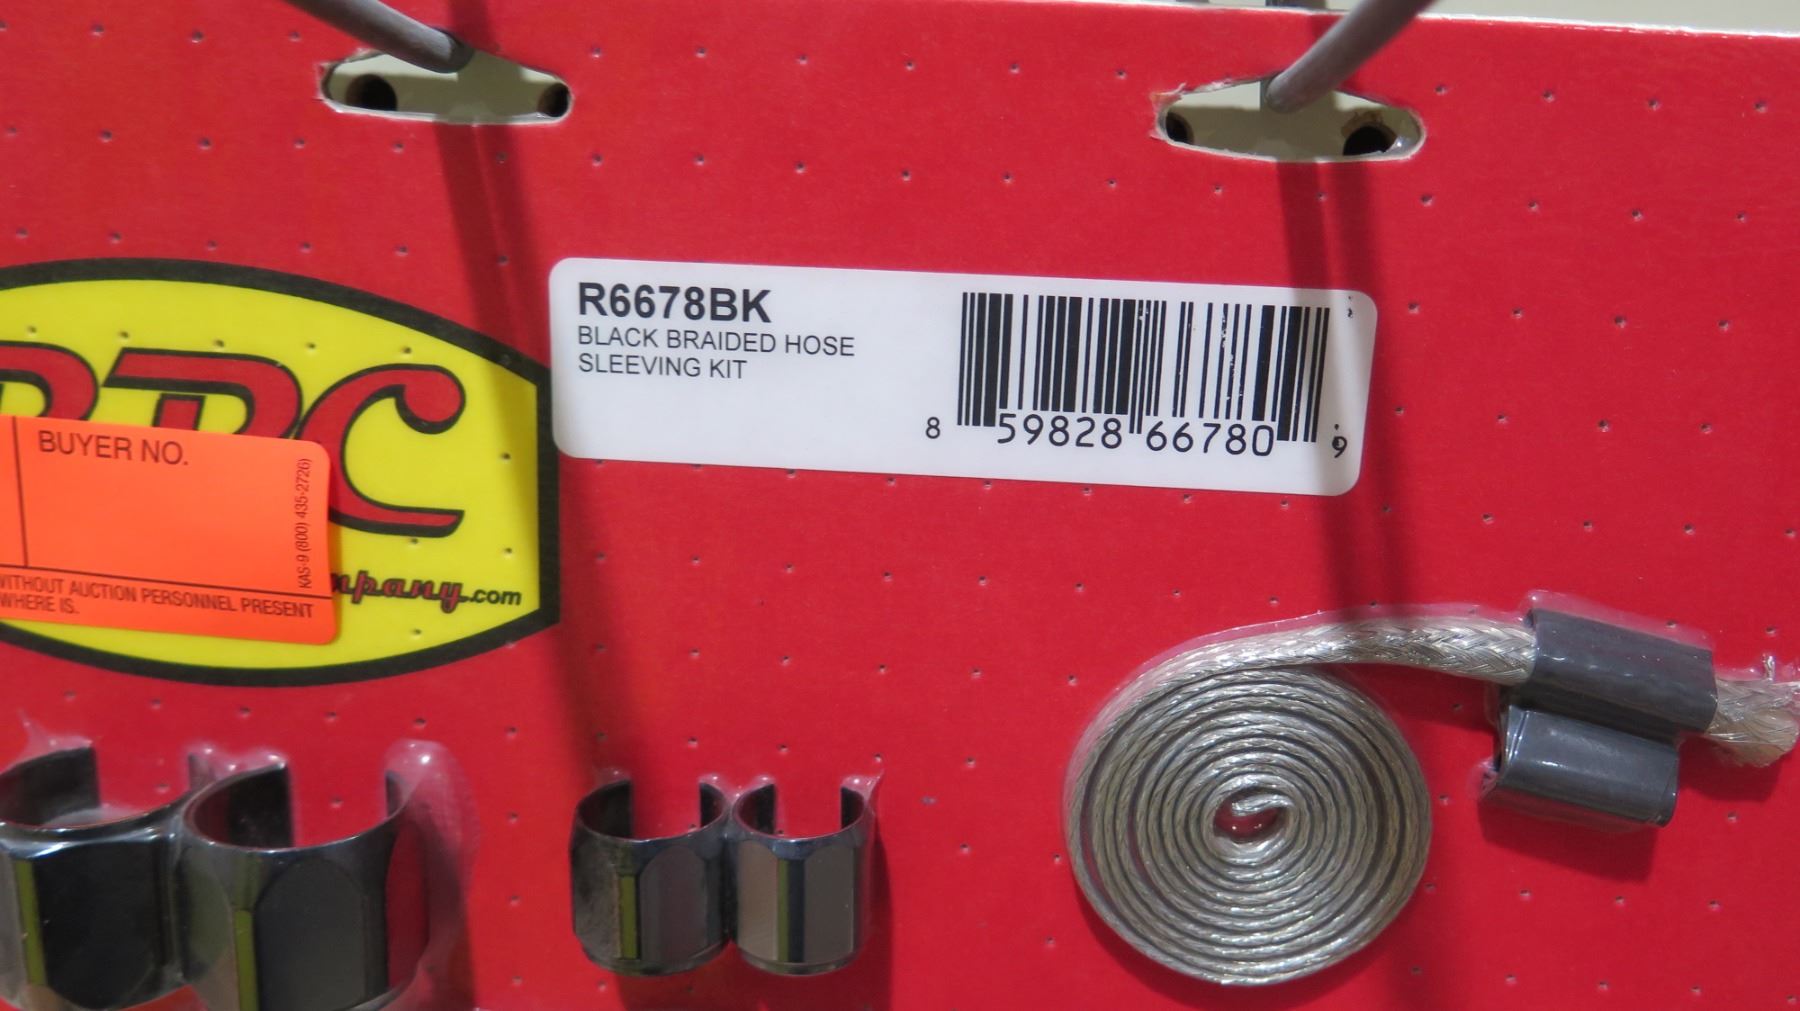 R6678BK
BLACK BRAIDED HOSE
SLEEVING KIT
8 59828 66780 9
BUYER NO.
KAS-9 (800) 435-2726)
WITHOUT AUCTION PERSONNEL PRESENT
WHERE IS.
.com